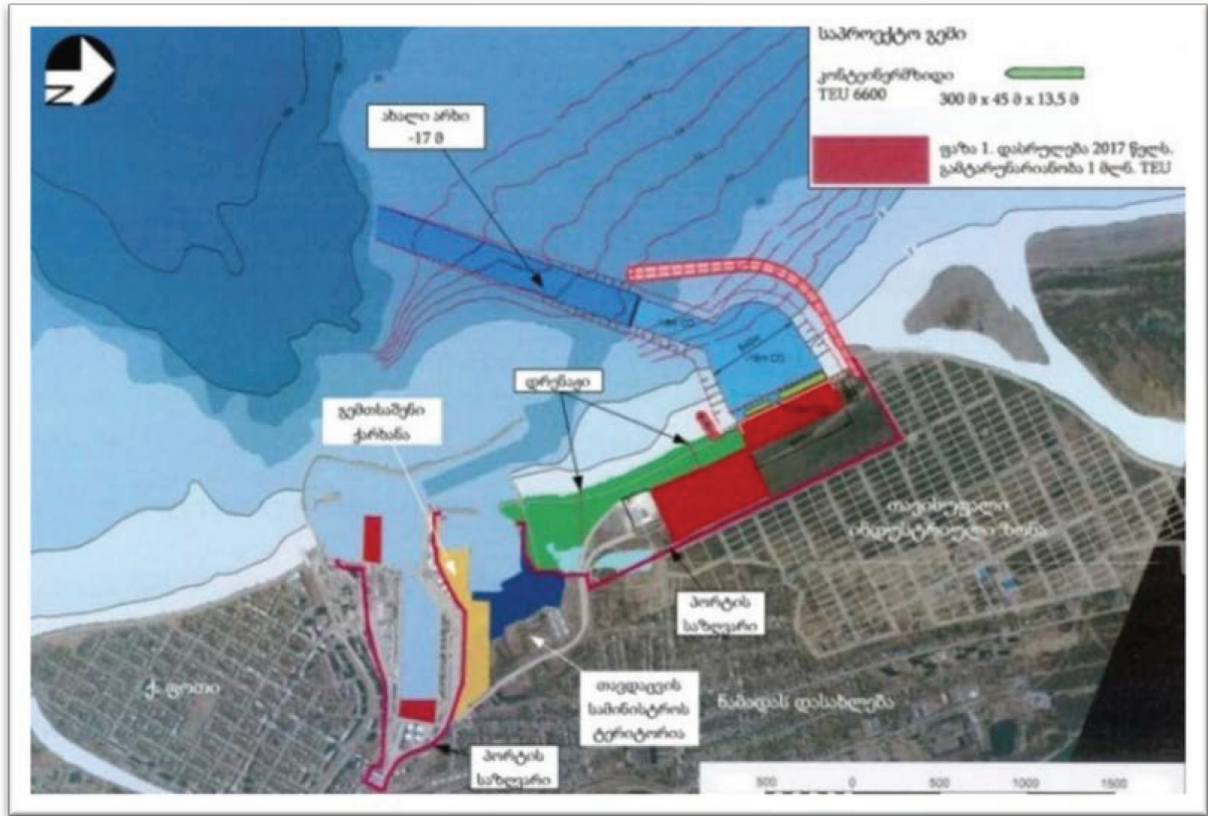 N
საპროექტო გემი
კონტეინერმზიდი
TEU 6600
300 მ x 45 მ x 13,5 მ
ფაზა 1. დასრულება 2017 წელს.
გამტარუნარიანობა 1 მლნ. TEU
ახალი არხი
-17 მ
დრენაჟი
გემთსაშენი
ქარხანა
თავისუფალი
ინდუსტრიული ზონა
პორტის
საზღვარი
ქ. ფოთი
თავდაცვის
სამინისტროს
ტერიტორია
ნაბადას დასახლება
პორტის
საზღვარი
500 0 500 1000 1500